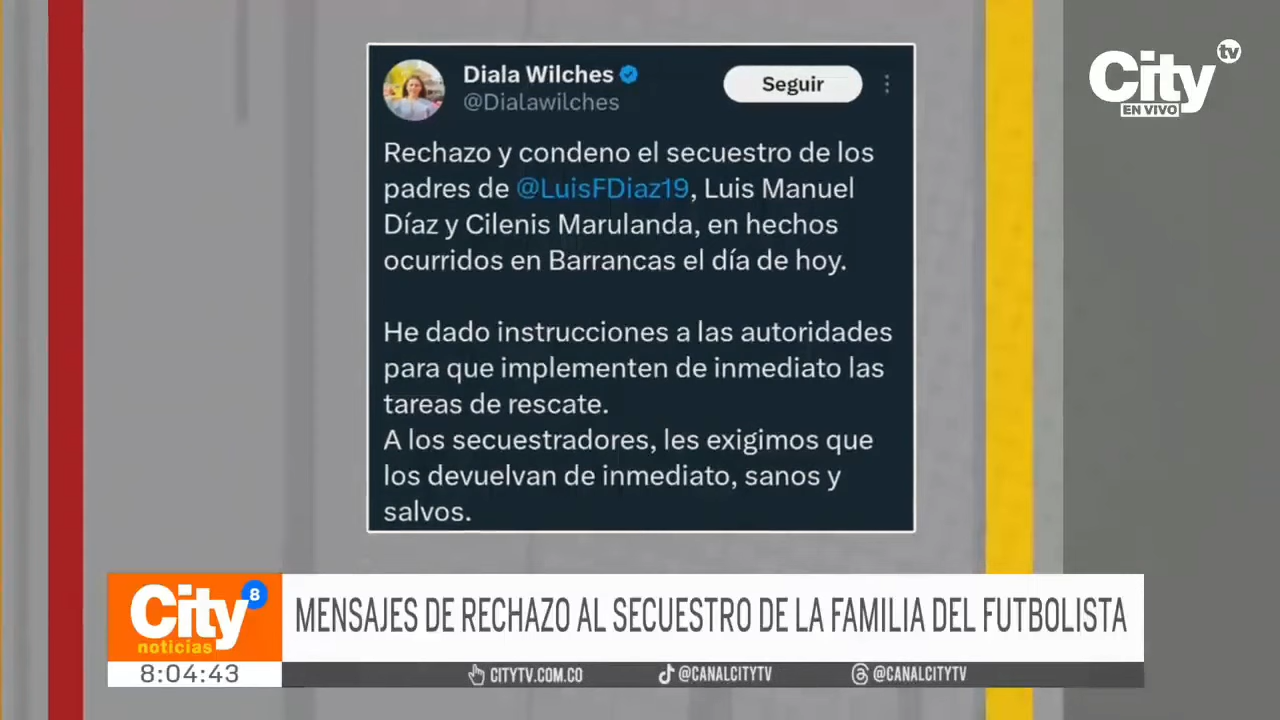 Diala Wilches
@Dialawilches
Seguir
Rechazo y condeno el secuestro de los
padres de @LuisFDiaz19, Luis Manuel
Díaz y Cilenis Marulanda, en hechos
ocurridos en Barrancas el día de hoy.
He dado instrucciones a las autoridades
para que implementen de inmediato las
tareas de rescate.
A los secuestradores, les exigimos que
los devuelvan de inmediato, sanos y
salvos.
City tv
EN VIVO
City 8
noticias
MENSAJES DE RECHAZO AL SECUESTRO DE LA FAMILIA DEL FUTBOLISTA
8:04:43
CITYTV.COM.CO
@CANALCITYTV
@CANALCITYTV